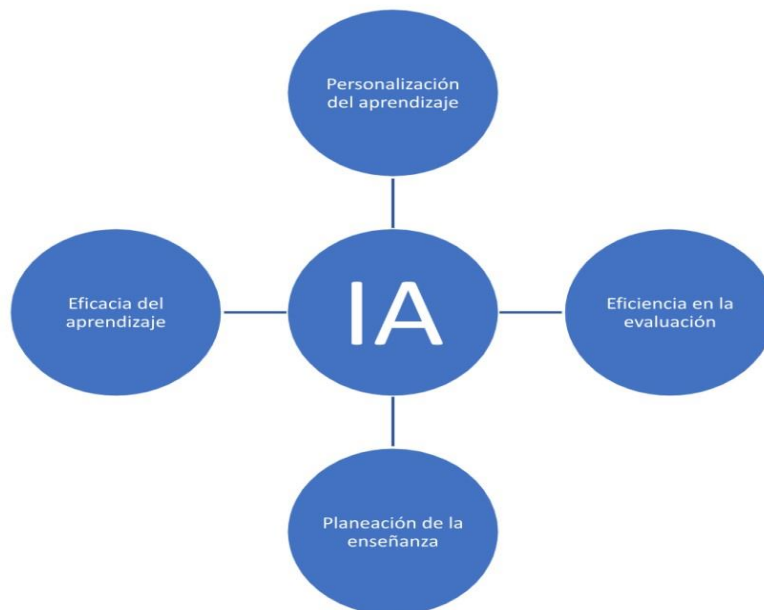 Personalización
del aprendizaje
Eficacia del
aprendizaje
IA
Eficiencia en la
evaluación
Planeación de la
enseñanza